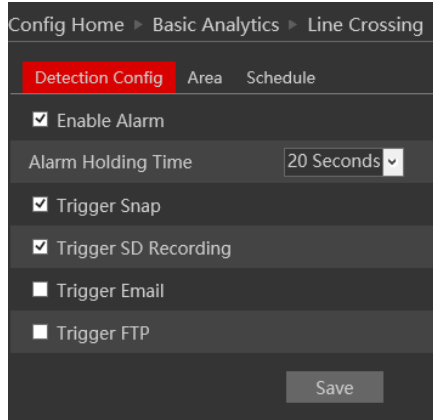 Config Home ▶ Basic Analytics ▶ Line Crossing
Detection Config Area Schedule
Enable Alarm
Alarm Holding Time 20 Seconds
Trigger Snap
Trigger SD Recording
Trigger Email
Trigger FTP
Save